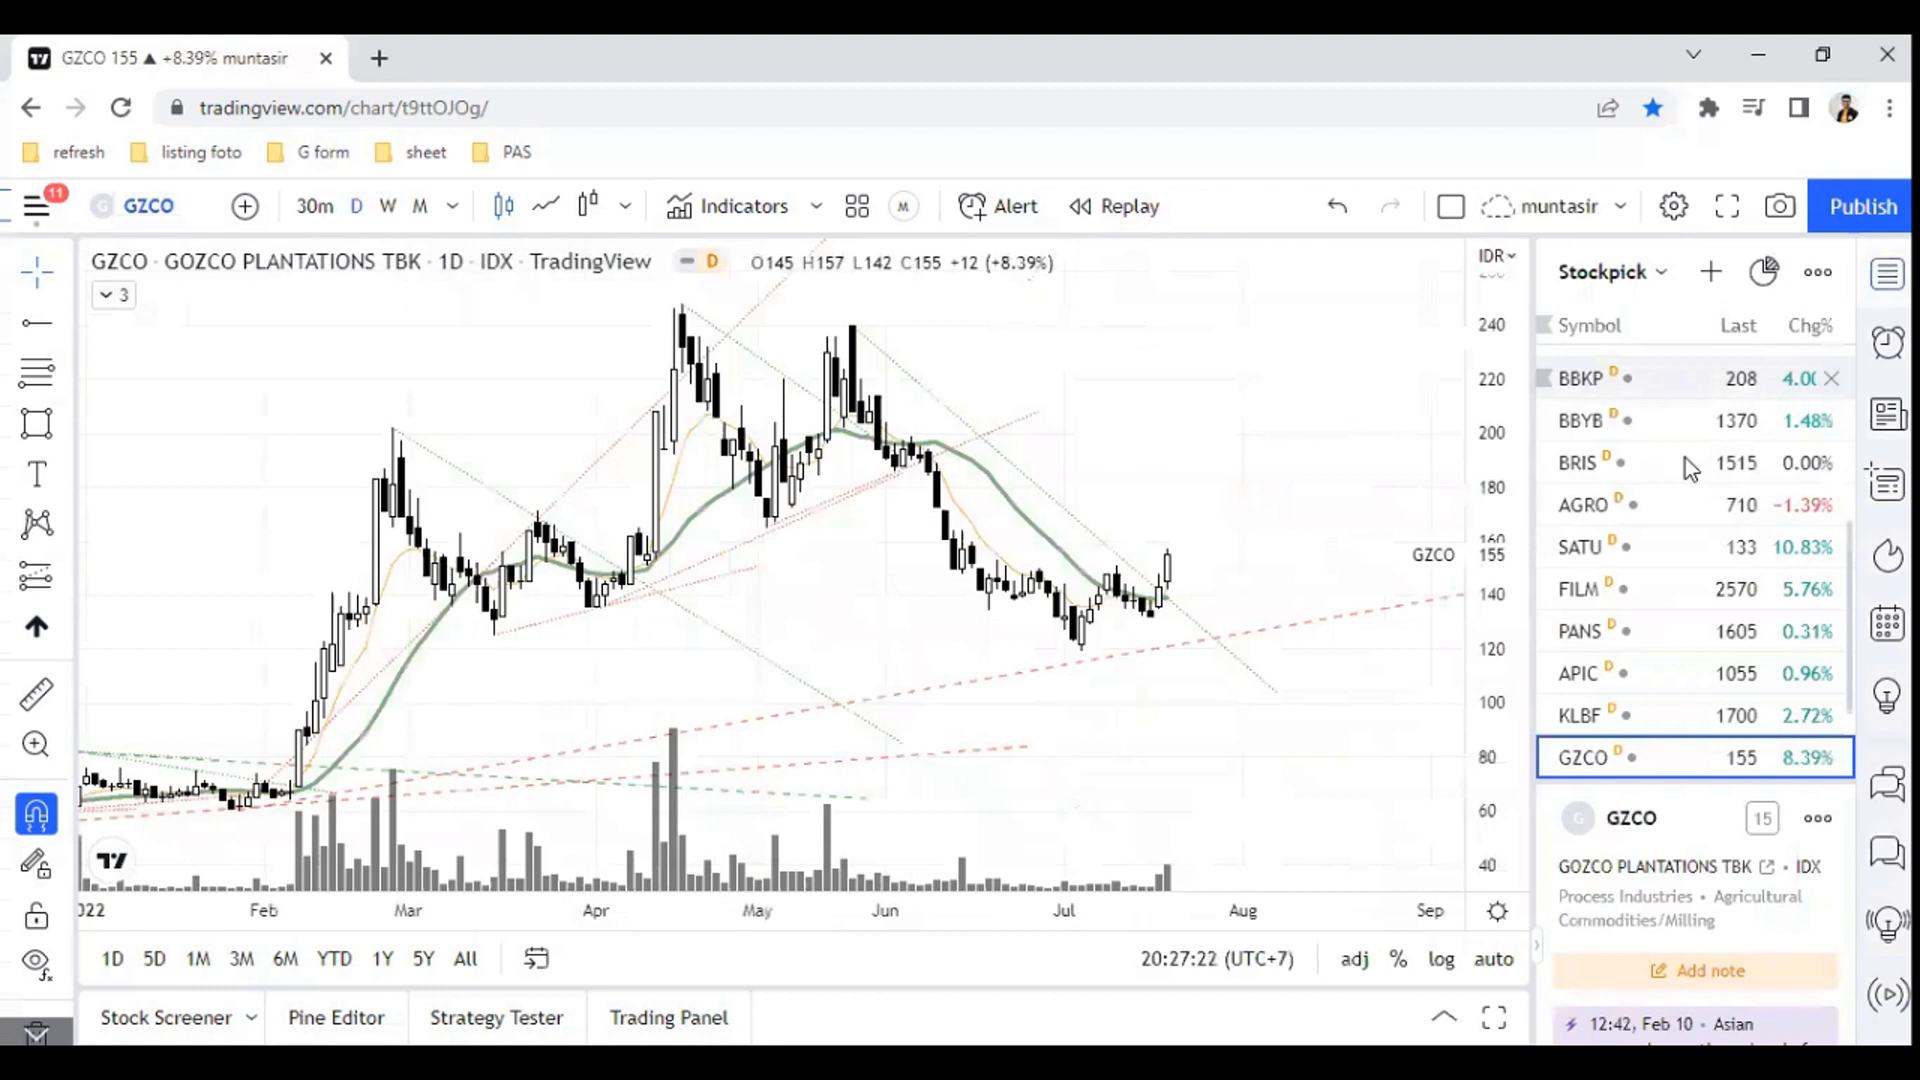 GZCO 155 ▲ +8.39% muntasir
tradingview.com/chart/t9ttOJOg/
refresh listing foto G form sheet PAS
11
GZCO 30m D W M Indicators M Alert Replay muntasir Publish
GZCO · GOZCO PLANTATIONS TBK · 1D · IDX · TradingView D O145 H157 L142 C155 +12 (+8.39%)
3
IDR
240
220
200
180
160
GZCO 155
140
120
100
80
60
40
2022 Feb Mar Apr May Jun Jul Aug Sep
1D 5D 1M 3M 6M YTD 1Y 5Y All 20:27:22 (UTC+7) adj % log auto
Stock Screener Pine Editor Strategy Tester Trading Panel
Stockpick
Symbol Last Chg%
BBKP D 208 4.00
BBYB D 1370 1.48%
BRIS D 1515 0.00%
AGRO D 710 −1.39%
SATU D 133 10.83%
FILM D 2570 5.76%
PANS D 1605 0.31%
APIC D 1055 0.96%
KLBF D 1700 2.72%
GZCO D 155 8.39%
G GZCO 15
GOZCO PLANTATIONS TBK • IDX
Process Industries • Agricultural
Commodities/Milling
Add note
12:42, Feb 10 • Asian